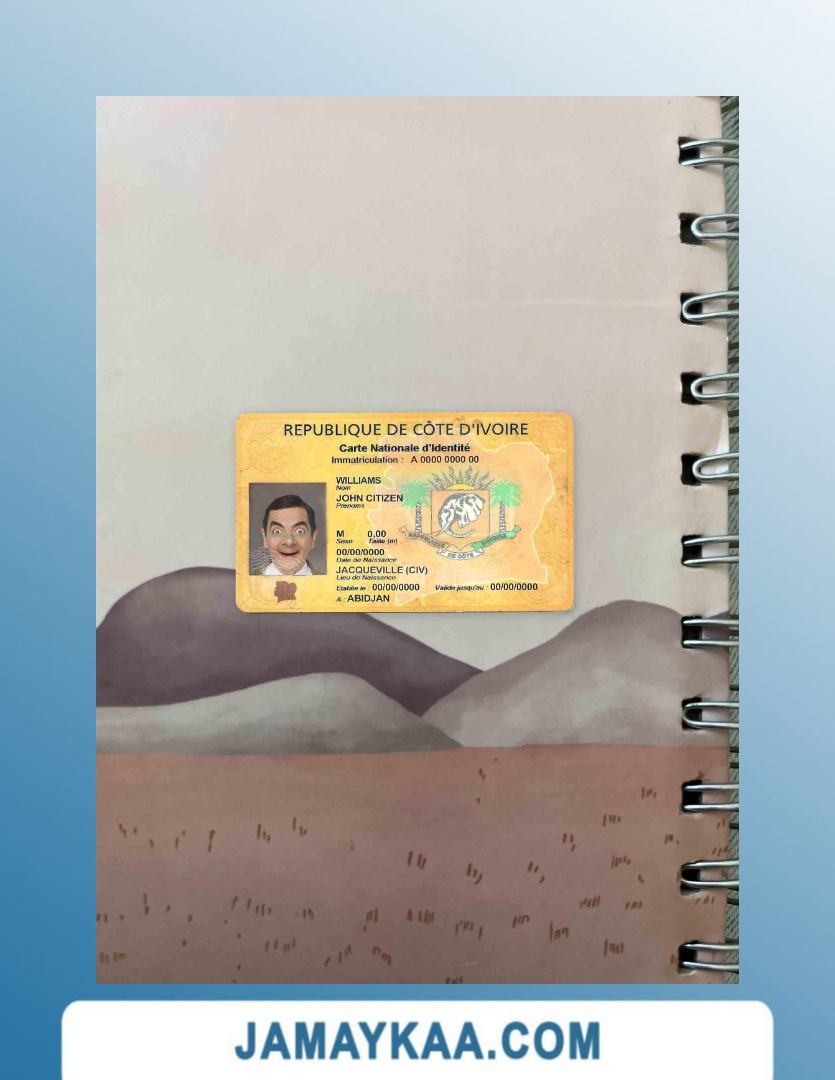 REPUBLIQUE DE CÔTE D'IVOIRE
Carte Nationale d'Identité
Immatriculation : A 0000 0000 00
WILLIAMS
Nom
JOHN CITIZEN
Prenoms
M 0,00
Sexe Taille (m)
00/00/0000
Date de Naissance
JACQUEVILLE (CIV)
Lieu de Naissance
Etablie le : 00/00/0000 Valide jusqu'au : 00/00/0000
A : ABIDJAN
REPUBLIQUE DE CÔTE D'IVOIRE
JAMAYKAA.COM